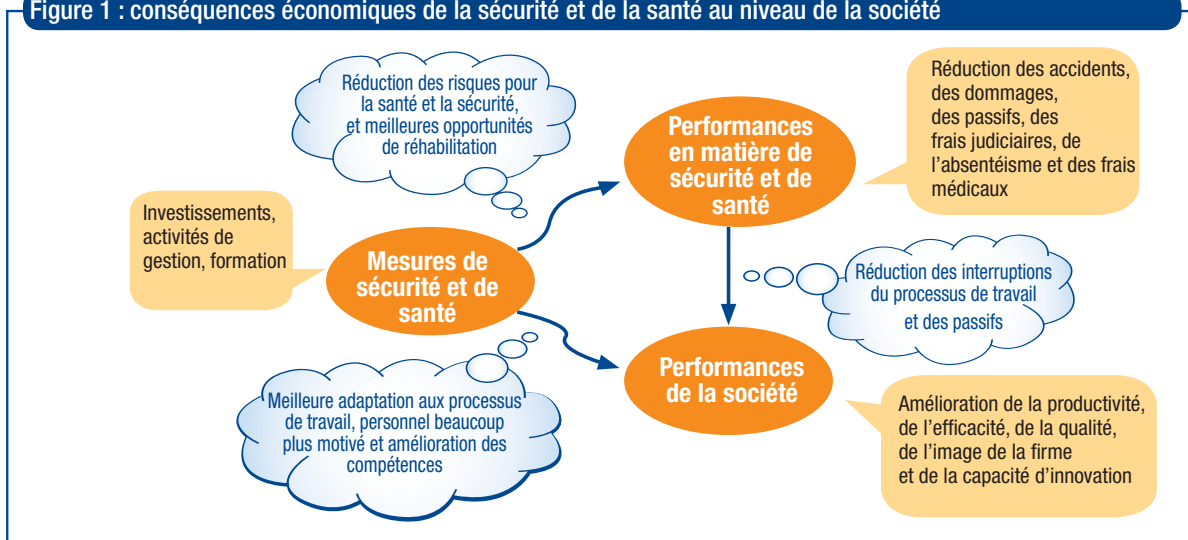 Figure 1 : conséquences économiques de la sécurité et de la santé au niveau de la société
Réduction des risques pour
la santé et la sécurité,
et meilleures opportunités
de réhabilitation
Performances
en matière de
sécurité et de
santé
Réduction des accidents,
des dommages,
des passifs, des
frais judiciaires, de
l’absentéisme et des frais
médicaux
Investissements,
activités de
gestion, formation
Mesures de
sécurité et de
santé
Réduction des interruptions
du processus de travail
et des passifs
Meilleure adaptation aux processus
de travail, personnel beaucoup
plus motivé et amélioration des
compétences
Performances
de la société
Amélioration de la productivité,
de l’efficacité, de la qualité,
de l’image de la firme
et de la capacité d’innovation